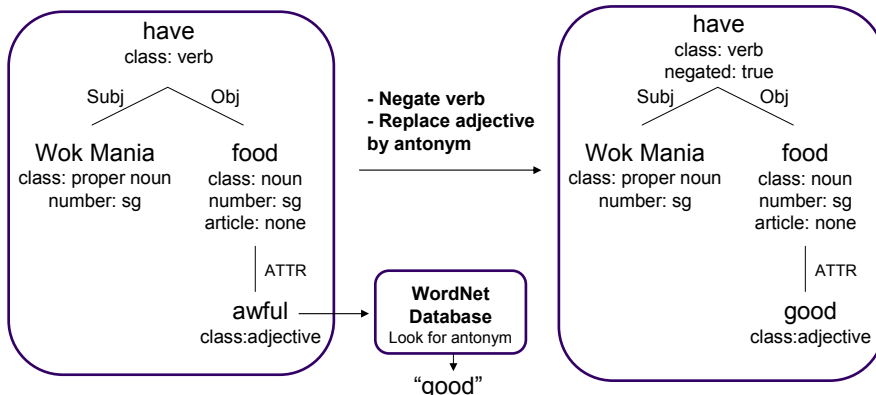 have
class: verb
Subj
Obj
Wok Mania
class: proper noun
number: sg
food
class: noun
number: sg
article: none
ATTR
awful
class:adjective
- Negate verb
- Replace adjective
by antonym
WordNet
Database
Look for antonym
“good”
have
class: verb
negated: true
Subj
Obj
Wok Mania
class: proper noun
number: sg
food
class: noun
number: sg
article: none
ATTR
good
class:adjective